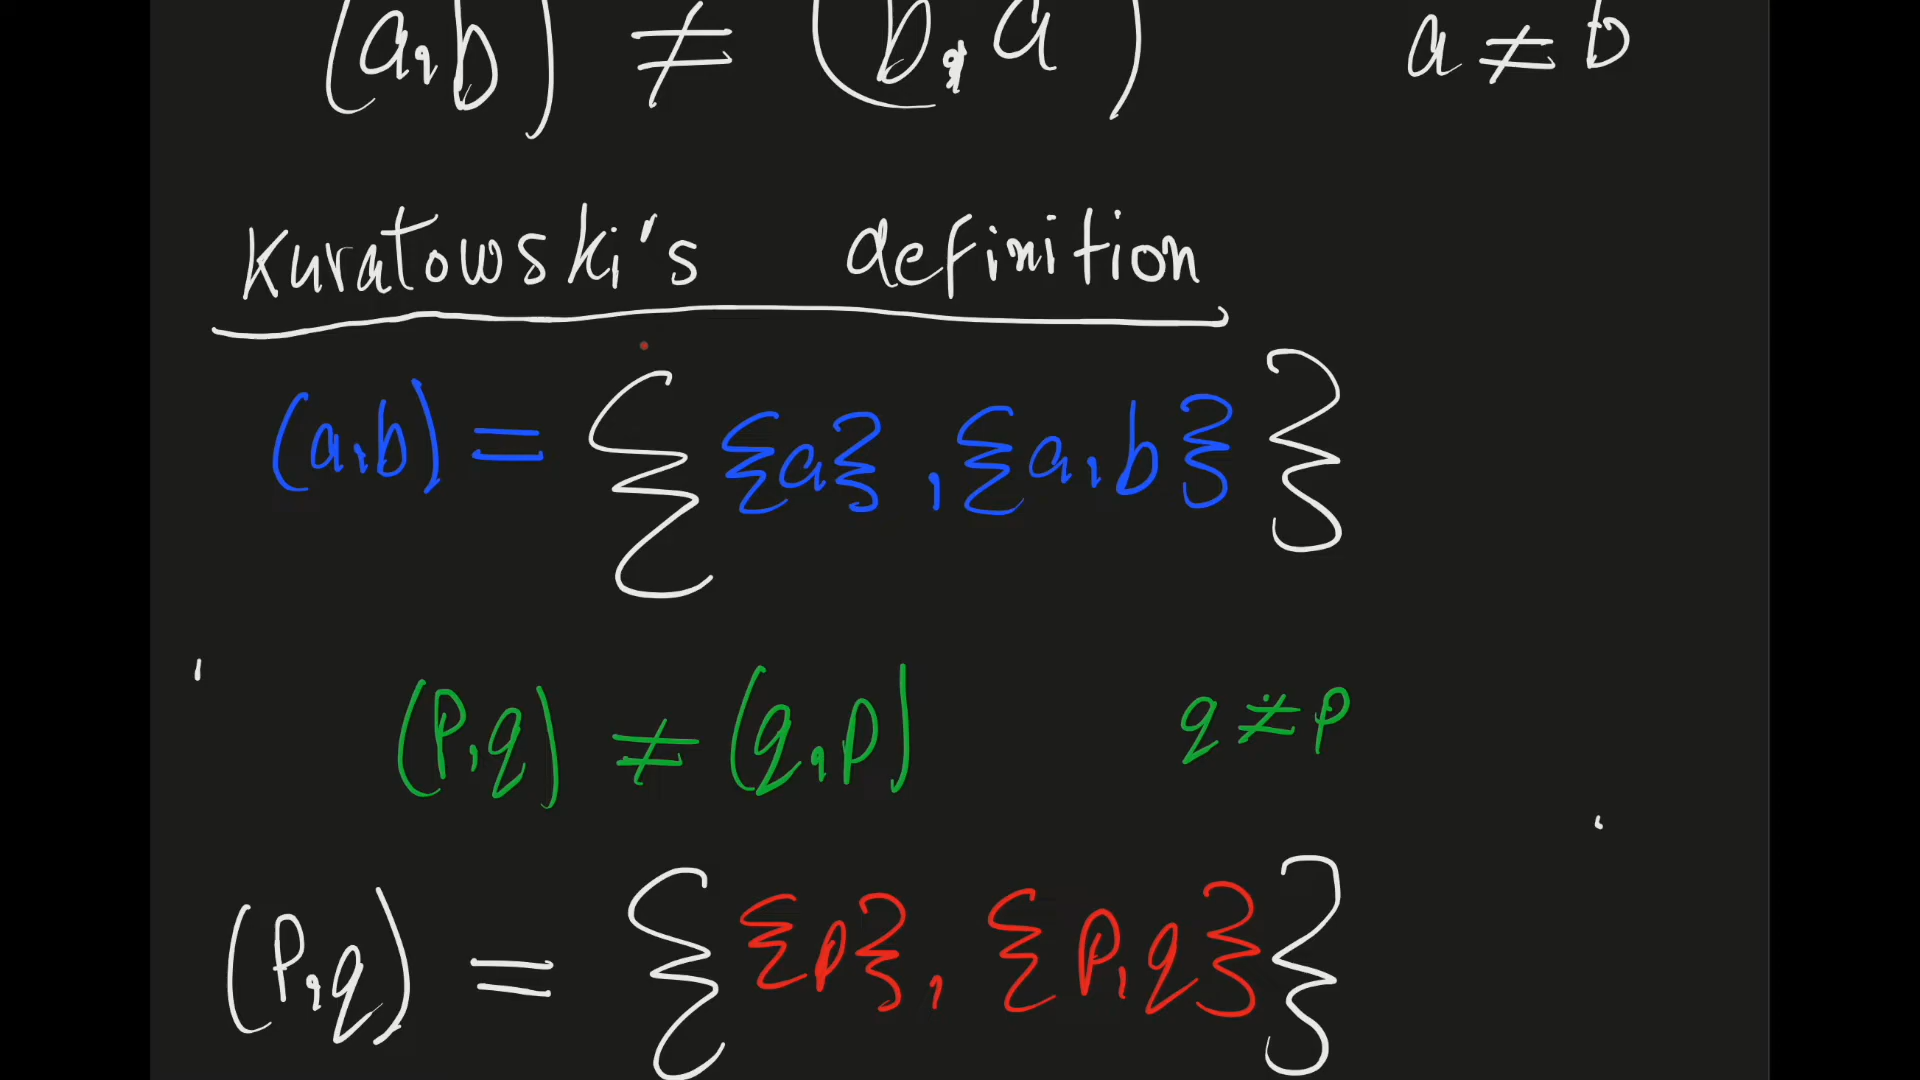 (a,b) ≠ (b,a) a ≠ b
Kuratowski's definition
(a,b) = { {a}, {a,b} }
(p,q) ≠ (q,p) q ≠ p
(p,q) = { {p}, {p,q} }